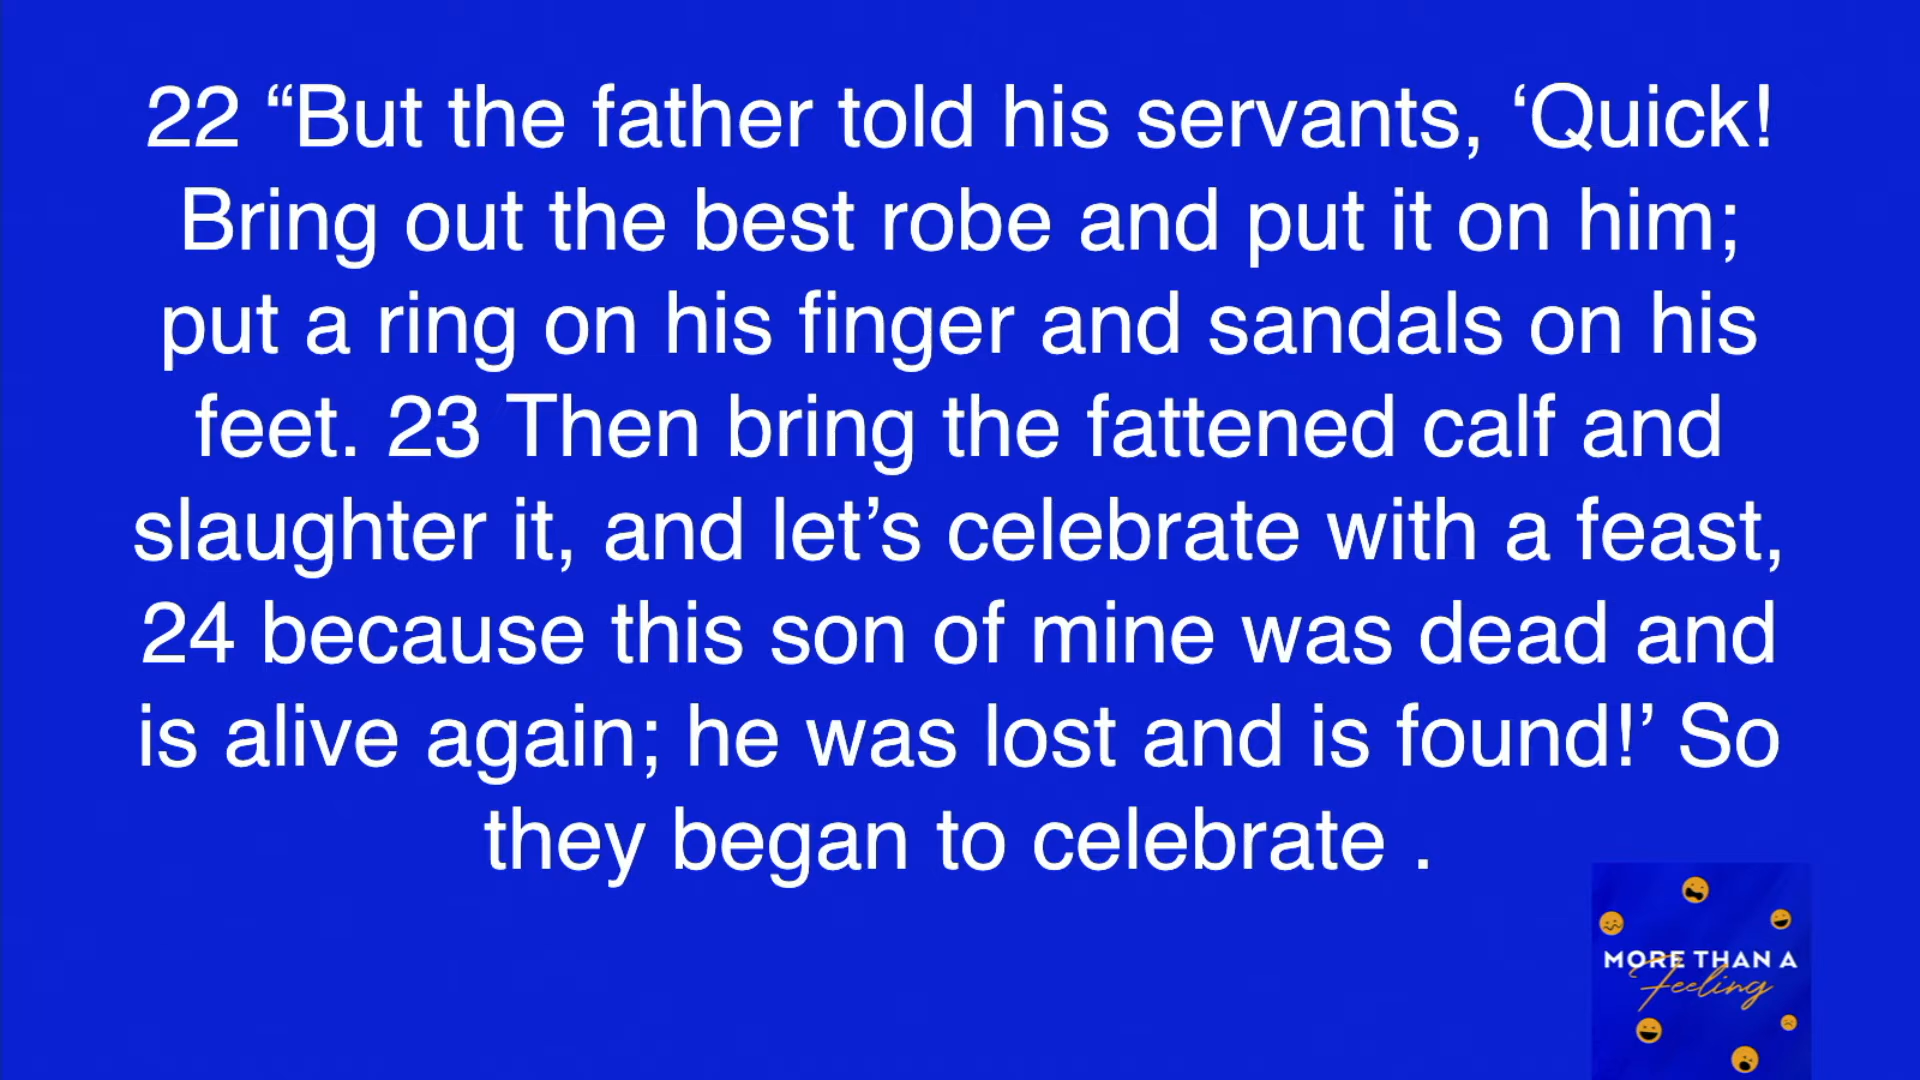 22 “But the father told his servants, ‘Quick!
Bring out the best robe and put it on him;
put a ring on his finger and sandals on his
feet. 23 Then bring the fattened calf and
slaughter it, and let’s celebrate with a feast,
24 because this son of mine was dead and
is alive again; he was lost and is found!’ So
they began to celebrate .
MORE THAN A
Feeling